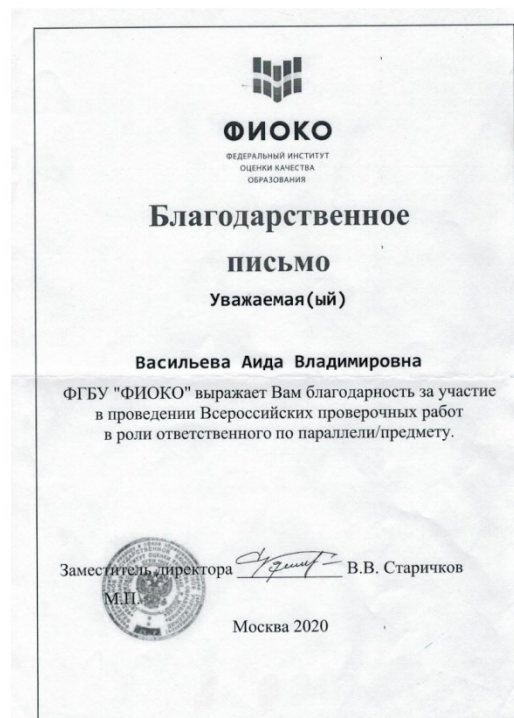 ФИОКО
ФЕДЕРАЛЬНЫЙ ИНСТИТУТ
ОЦЕНКИ КАЧЕСТВА
ОБРАЗОВАНИЯ
Благодарственное
письмо
Уважаемая(ый)
Васильева Аида Владимировна
ФГБУ "ФИОКО" выражает Вам благодарность за участие
в проведении Всероссийских проверочных работ
в роли ответственного по параллели/предмету.
Заместитель директора В.В. Старичков
М.П.
Москва 2020